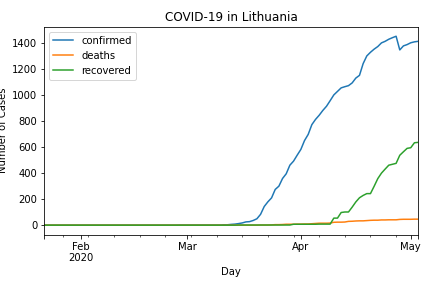 COVID-19 in Lithuania
confirmed
deaths
recovered
1400
1200
1000
800
600
400
200
0
Number of Cases
Feb
2020
Mar
Apr
May
Day